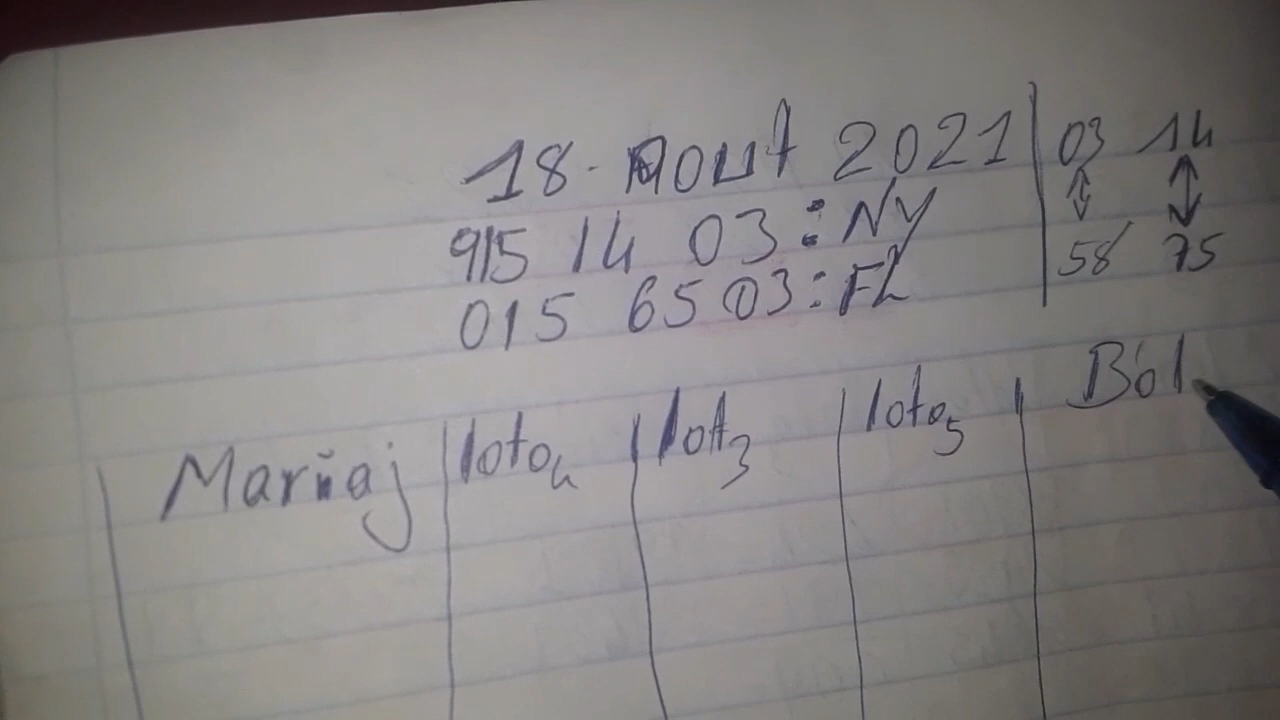 18. Aout 2021
915 14 03 : NY
015 65 03 : FL
03 14
58 75
Mariaj loto4 lot3 loto5 Ból